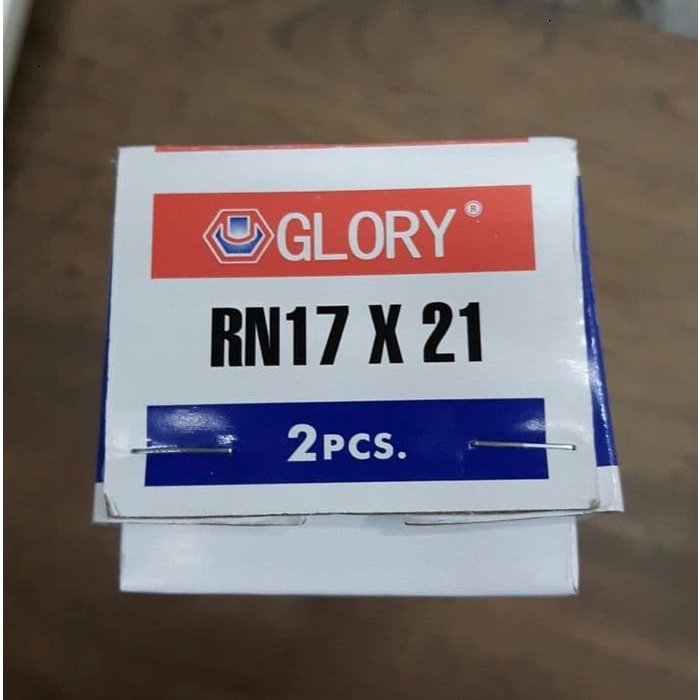 GLORY ®
RN17 X 21
2PCS.